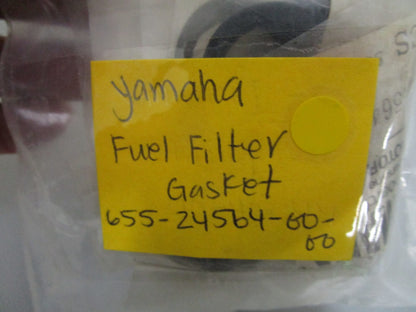 Yamaha
Fuel Filter
Gasket
655-24564-00-
00